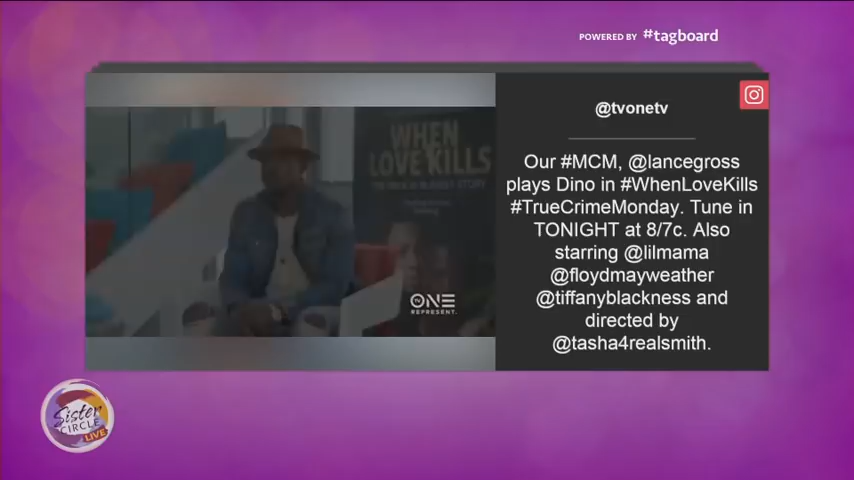 POWERED BY #tagboard
@tvonetv
Our #MCM, @lancegross
plays Dino in #WhenLoveKills
#TrueCrimeMonday. Tune in
TONIGHT at 8/7c. Also
starring @lilmama
@floydmayweather
@tiffanyblackness and
directed by
@tasha4realsmith.
WHEN
LOVE KILLS
TV ONE
REPRESENT.
Sister
CIRCLE
LIVE